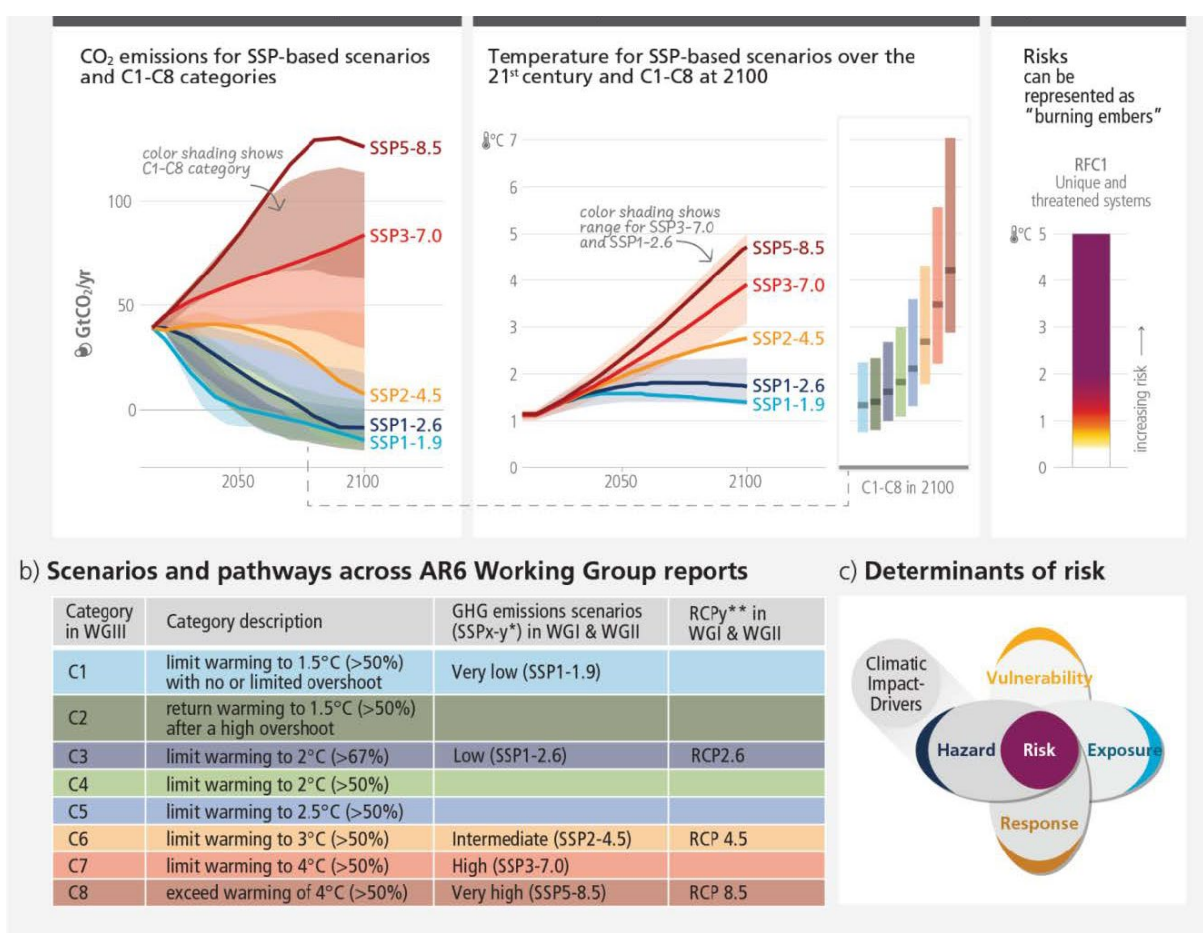 CO₂ emissions for SSP-based scenarios
and C1-C8 categories
color shading shows
C1-C8 category
100
50
0
GtCO₂/yr
SSP5-8.5
SSP3-7.0
SSP2-4.5
SSP1-2.6
SSP1-1.9
2050
2100
Temperature for SSP-based scenarios over the
21st century and C1-C8 at 2100
°C 7
6
5
4
3
2
1
0
color shading shows
range for SSP3-7.0
and SSP1-2.6
SSP5-8.5
SSP3-7.0
SSP2-4.5
SSP1-2.6
SSP1-1.9
2050
2100
C1-C8 in 2100
Risks
can be
represented as
“burning embers”
RFC1
Unique and
threatened systems
°C 5
4
3
2
1
0
increasing risk
b) Scenarios and pathways across AR6 Working Group reports
Category in WGIII
Category description
GHG emissions scenarios
(SSPx-y*) in WGI & WGII
RCPy** in
WGI & WGII
C1
limit warming to 1.5°C (>50%)
with no or limited overshoot
Very low (SSP1-1.9)
C2
return warming to 1.5°C (>50%)
after a high overshoot
C3
limit warming to 2°C (>67%)
Low (SSP1-2.6)
RCP2.6
C4
limit warming to 2°C (>50%)
C5
limit warming to 2.5°C (>50%)
C6
limit warming to 3°C (>50%)
Intermediate (SSP2-4.5)
RCP 4.5
C7
limit warming to 4°C (>50%)
High (SSP3-7.0)
C8
exceed warming of 4°C (>50%)
Very high (SSP5-8.5)
RCP 8.5
c) Determinants of risk
Climatic
Impact-
Drivers
Vulnerability
Hazard
Risk
Exposure
Response